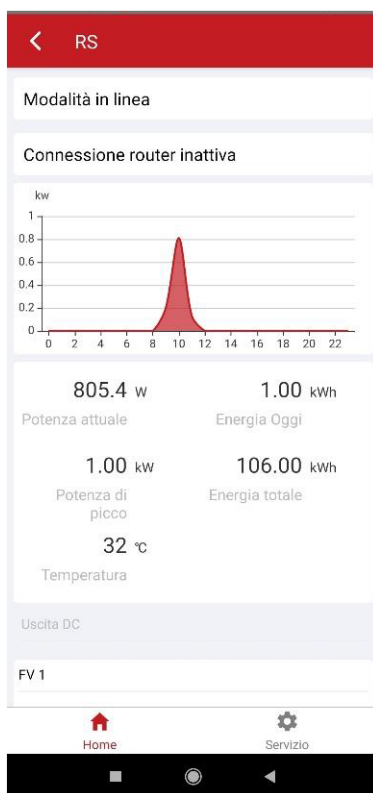 RS
Modalità in linea
Connessione router inattiva
kw
1
0.8
0.6
0.4
0.2
0
0 2 4 6 8 10 12 14 16 18 20 22
805.4 W
1.00 kWh
Potenza attuale
Energia Oggi
1.00 kW
106.00 kWh
Potenza di
picco
Energia totale
32 °C
Temperatura
Uscita DC
FV 1
Home
Servizio